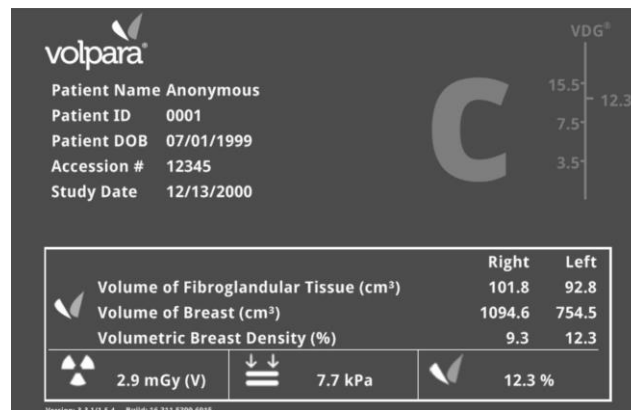 volpara®
Patient Name Anonymous
Patient ID 0001
Patient DOB 07/01/1999
Accession # 12345
Study Date 12/13/2000
C
VDG®
15.5
12.3
7.5
3.5
Right Left
Volume of Fibroglandular Tissue (cm³) 101.8 92.8
Volume of Breast (cm³) 1094.6 754.5
Volumetric Breast Density (%) 9.3 12.3
2.9 mGy (V) 7.7 kPa 12.3 %